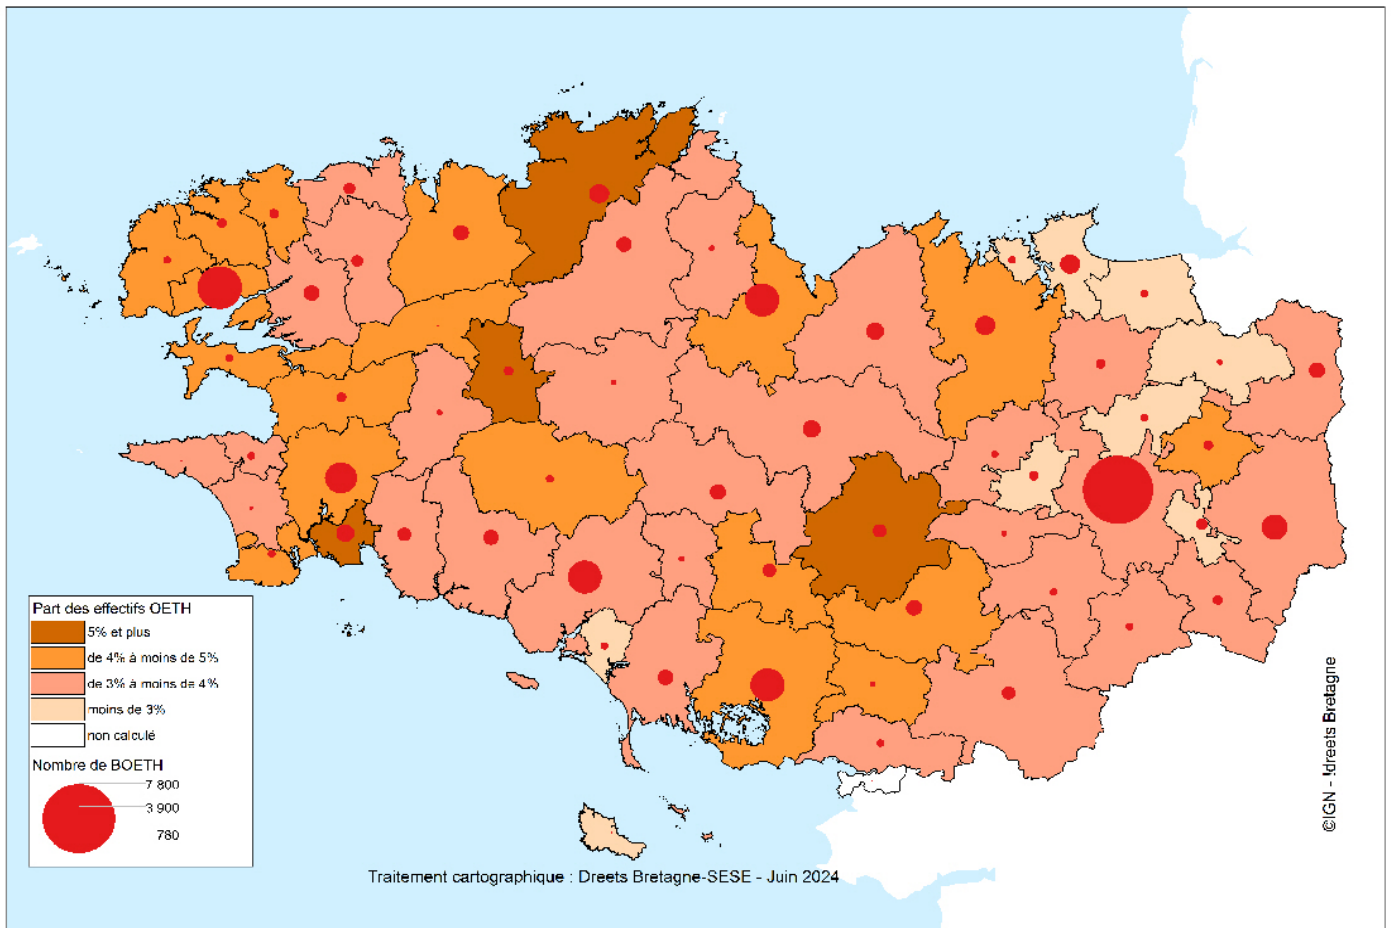 Part des effectifs OETH
5% et plus
de 4% à moins de 5%
de 3% à moins de 4%
moins de 3%
non calculé
Nombre de BOETH
7 800
3 900
780
Traitement cartographique : Dreets Bretagne-SESE - Juin 2024
©IGN - !dreets Bretagne